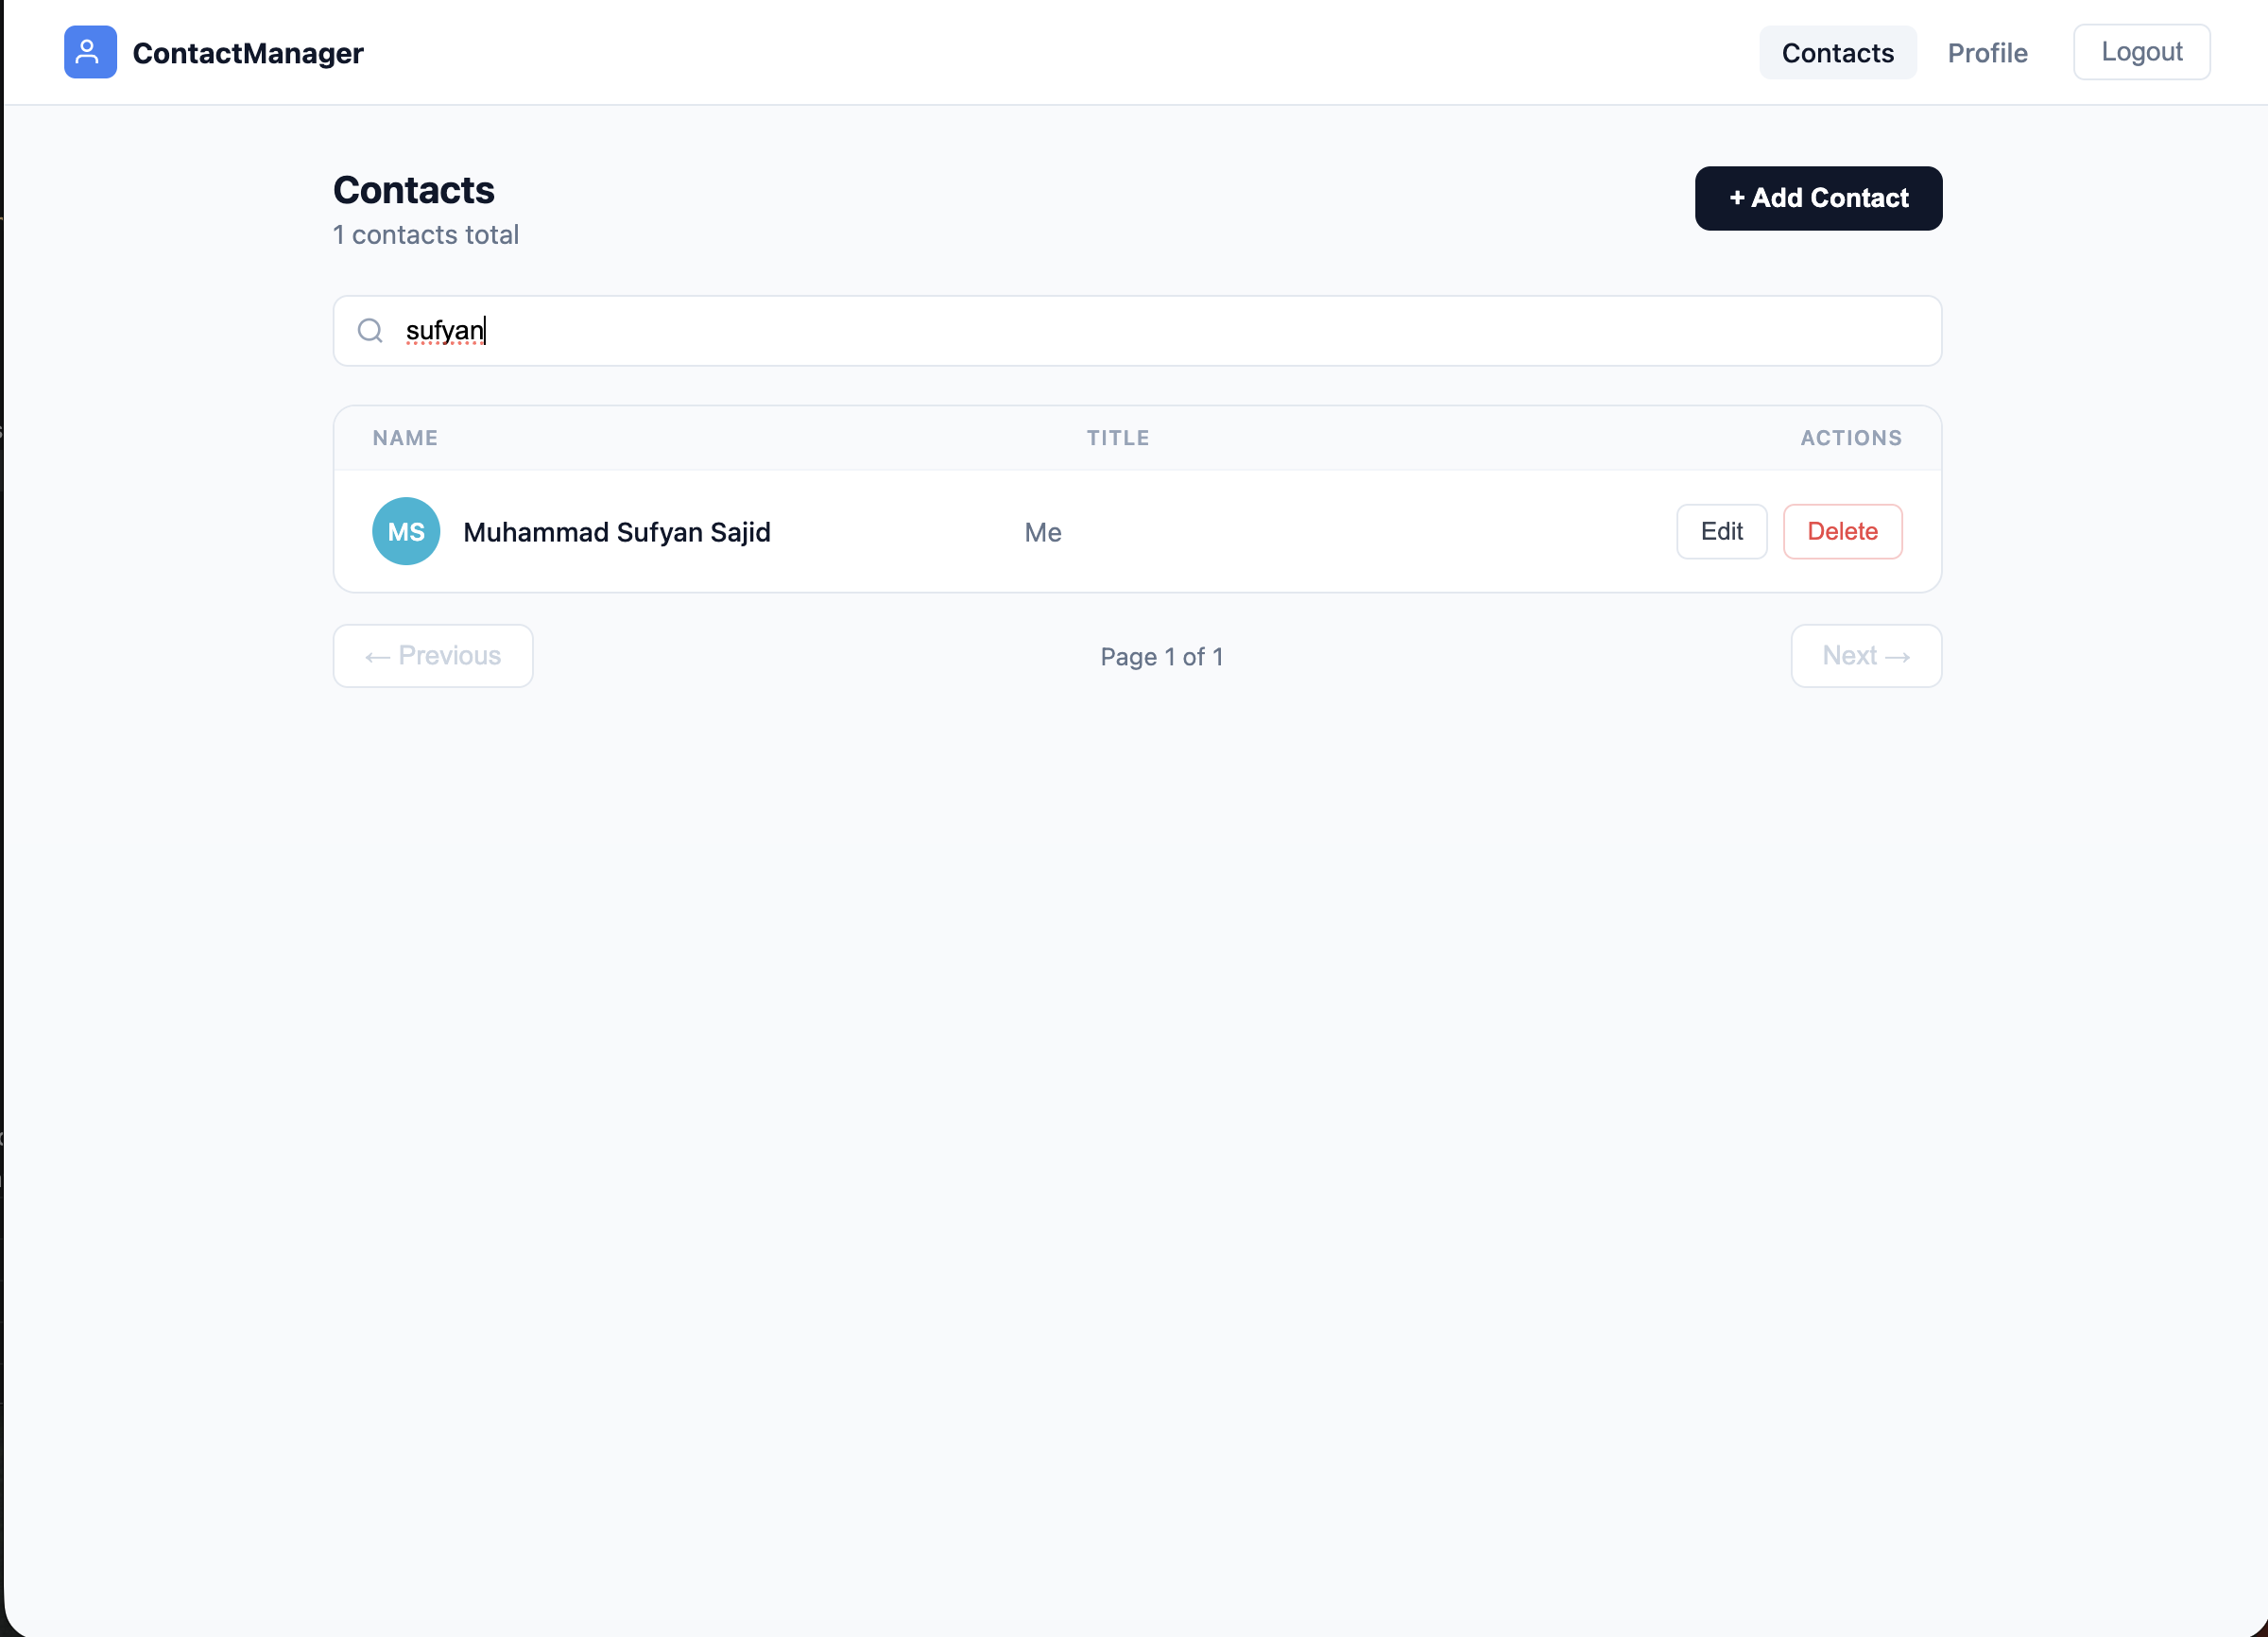 ContactManager
Contacts Profile Logout
Contacts
+ Add Contact
1 contacts total
sufyan
NAME TITLE ACTIONS
MS Muhammad Sufyan Sajid Me Edit Delete
← Previous Page 1 of 1 Next →